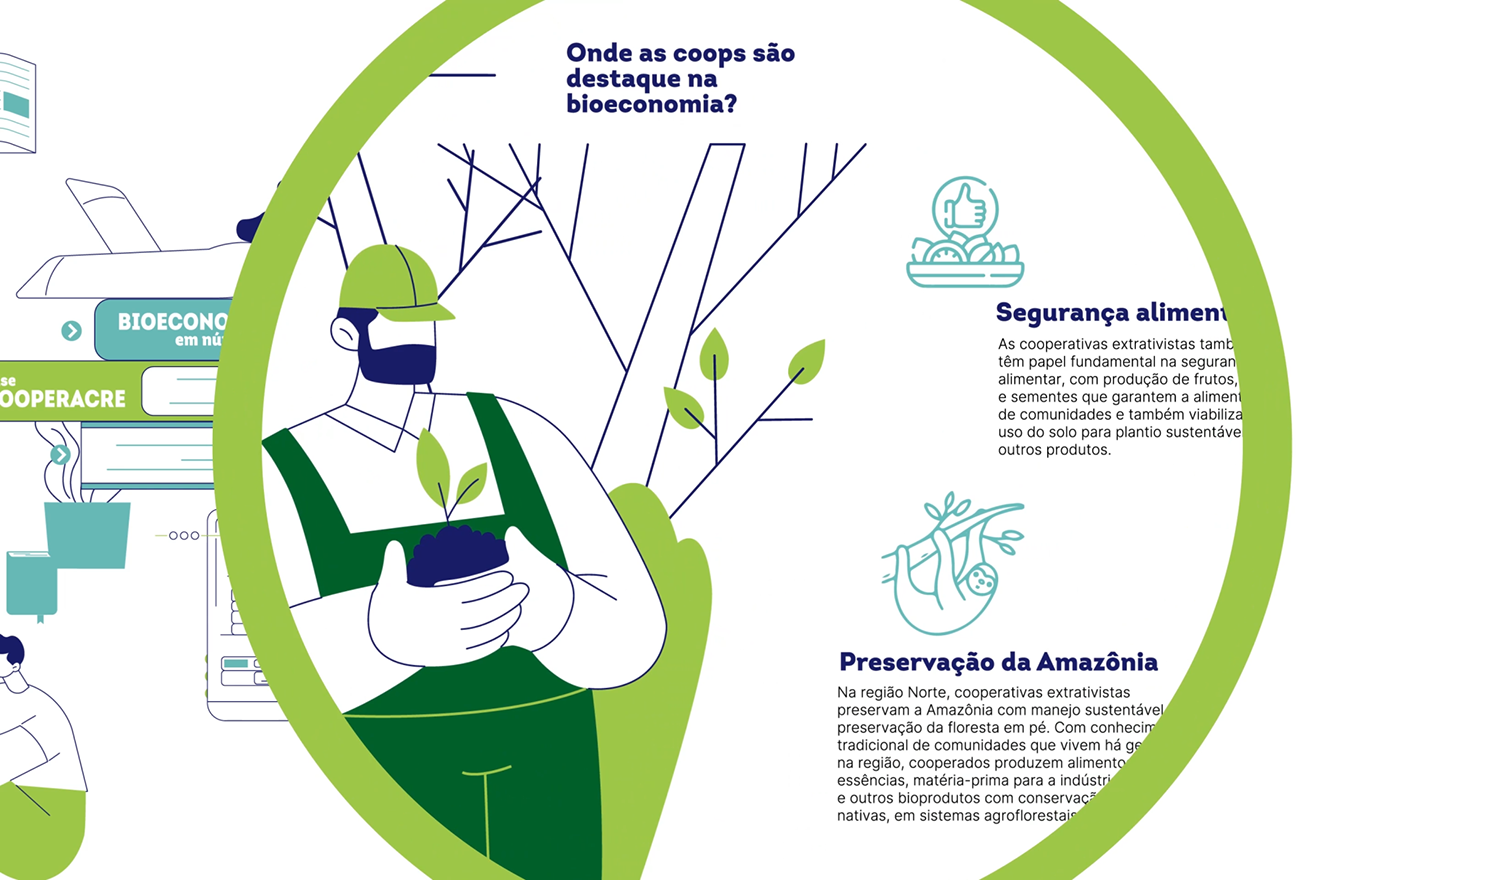 Onde as coops são
destaque na
bioeconomia?
Segurança aliment
As cooperativas extrativistas tamb
têm papel fundamental na seguran
alimentar, com produção de frutos,
e sementes que garantem a aliment
de comunidades e também viabiliza
uso do solo para plantio sustentáve
outros produtos.
Preservação da Amazônia
Na região Norte, cooperativas extrativistas
preservam a Amazônia com manejo sustentável
preservação da floresta em pé. Com conhecim
tradicional de comunidades que vivem há ge
na região, cooperados produzem alimento
essências, matéria-prima para a indústri
e outros bioprodutos com conservaçã
nativas, em sistemas agroflorestais
BIOECONO
em nú
se
OOPERACRE